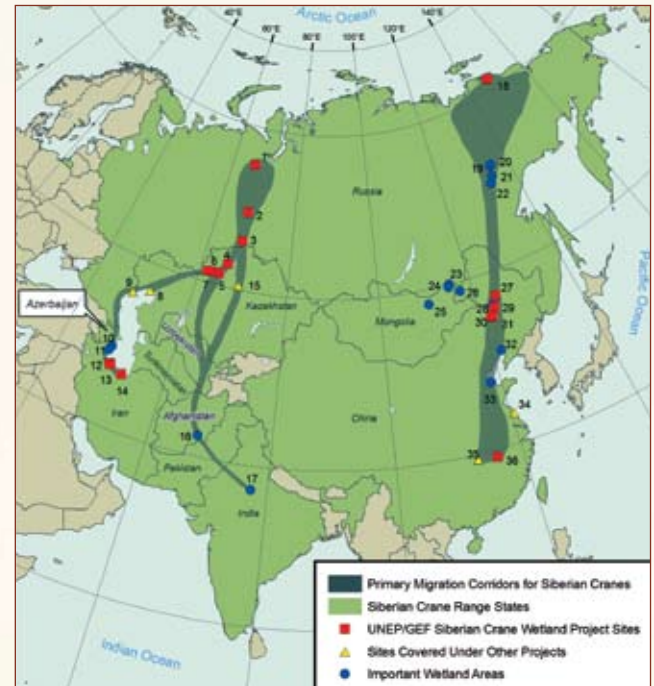 Arctic Ocean
40°E
60°E
80°E
100°E
120°E
140°E
18
1
Russia
19
20
21
22
2
3
4
6
7
5
15
Kazakhstan
9
8
Azerbaijan
10
11
12
13
14
Uzbekistan
Turkmenistan
Iran
Afghanistan
16
Pakistan
17
India
23
24
26
25
Mongolia
27
28
29
30
31
32
33
34
China
35
36
Pacific Ocean
Indian Ocean
Primary Migration Corridors for Siberian Cranes
Siberian Crane Range States
UNEP/GEF Siberian Crane Wetland Project Sites
Sites Covered Under Other Projects
Important Wetland Areas